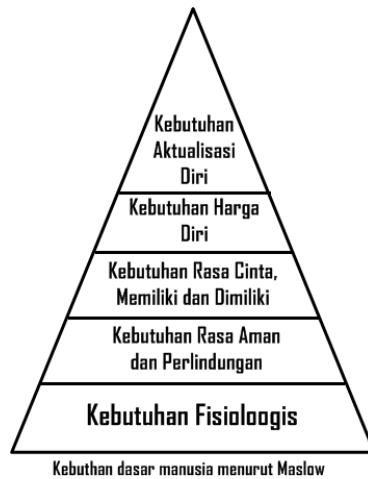 Kebutuhan
Aktualisasi
Diri
Kebutuhan Harga
Diri
Kebutuhan Rasa Cinta,
Memiliki dan Dimiliki
Kebutuhan Rasa Aman
dan Perlindungan
Kebutuhan Fisioloogis
Kebuthan dasar manusia menurut Maslow